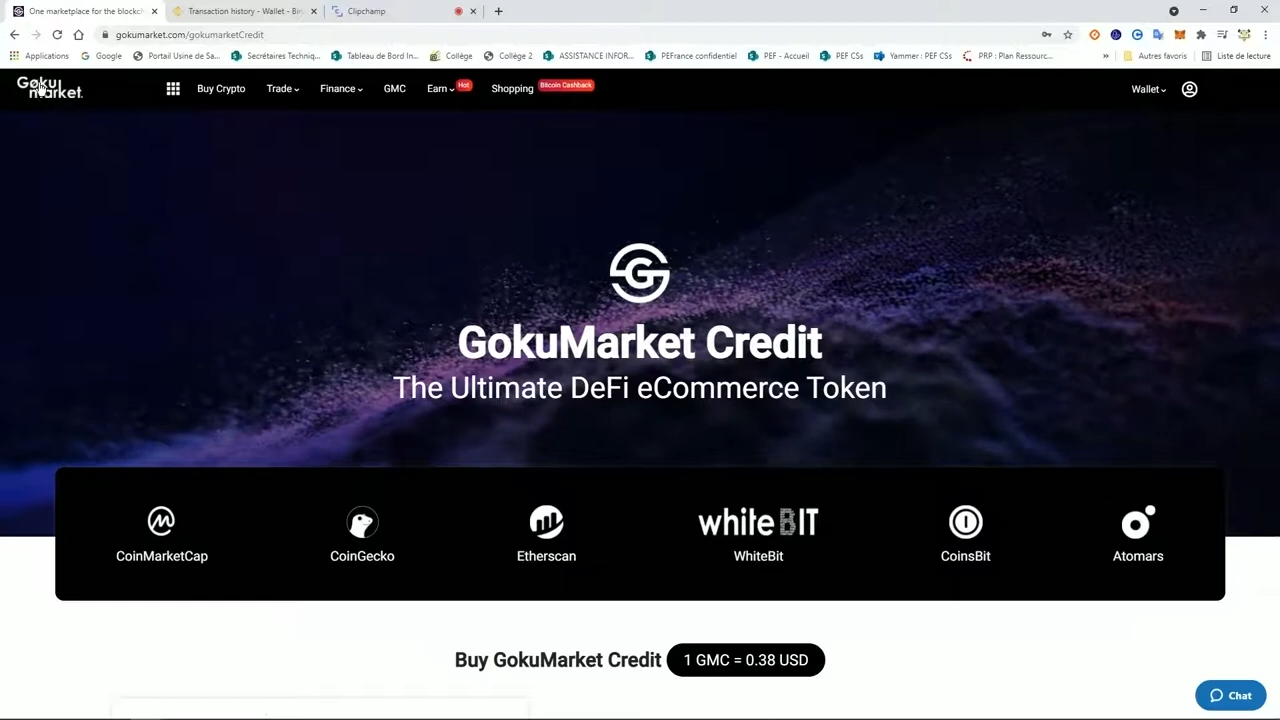 One marketplace for the blockch
Transaction history - Wallet - Bin
Clipchamp
gokumarket.com/gokumarketCredit
Applications
Google
Portail Usine de Sa...
Secrétaires Techniq...
Tableau de Bord In...
Collège
Collège 2
ASSISTANCE INFOR...
PEFrance confidentiel
PEF - Accueil
PEF CSs
Yammer : PEF CSs
PRP : Plan Ressourc...
Autres favoris
Liste de lecture
Goku
market.
Buy Crypto
Trade
Finance
GMC
Earn
Hot
Shopping
Bitcoin Cashback
Wallet
GokuMarket Credit
The Ultimate DeFi eCommerce Token
white BIT
CoinMarketCap
CoinGecko
Etherscan
WhiteBit
CoinsBit
Atomars
Buy GokuMarket Credit
1 GMC = 0.38 USD
Chat